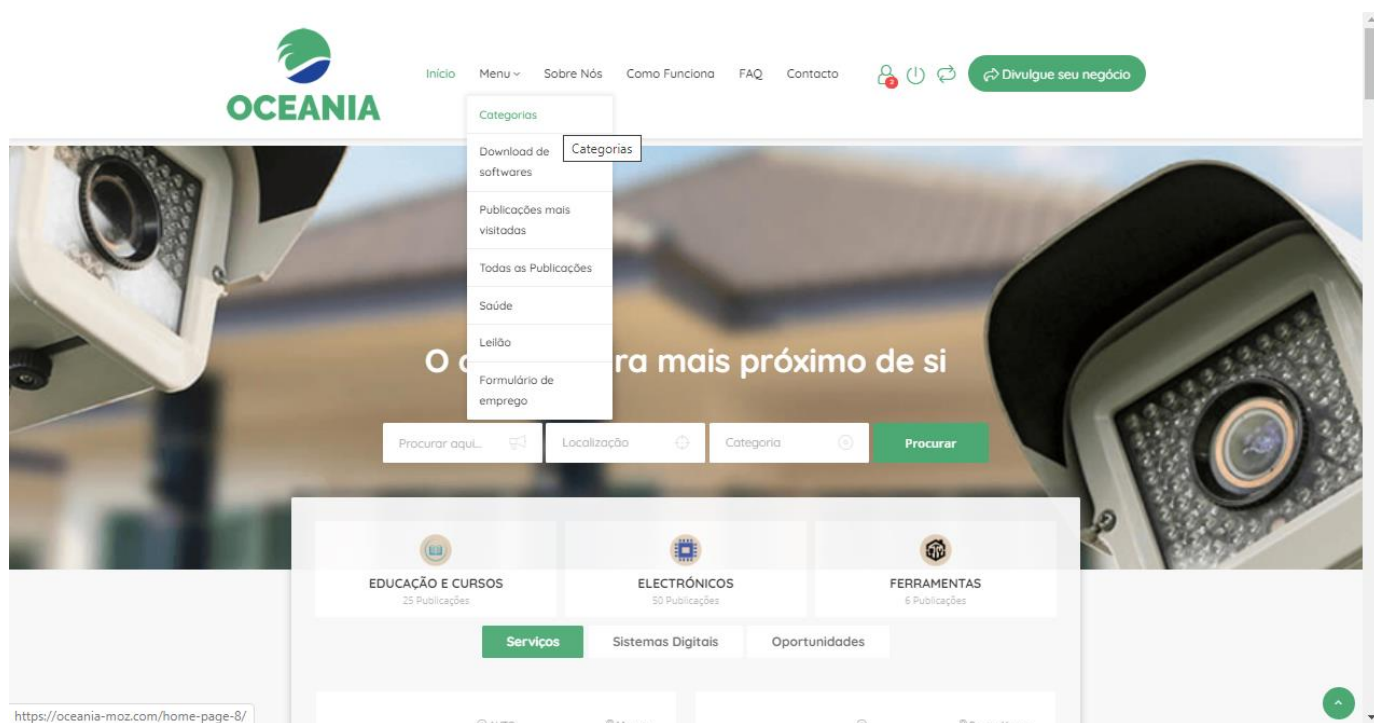 OCEANIA
Início Menu Sobre Nós Como Funciona FAQ Contacto 2 Divulgue seu negócio
Categorias
Categorias
Download de
softwares
Publicações mais
visitadas
Todas as Publicações
Saúde
Leilão
Formulário de
emprego
O ra mais próximo de si
Procurar aqui... Localização Categoria Procurar
EDUCAÇÃO E CURSOS ELECTRÓNICOS FERRAMENTAS
25 Publicações 50 Publicações 6 Publicações
Serviços Sistemas Digitais Oportunidades
https://oceania-moz.com/home-page-8/